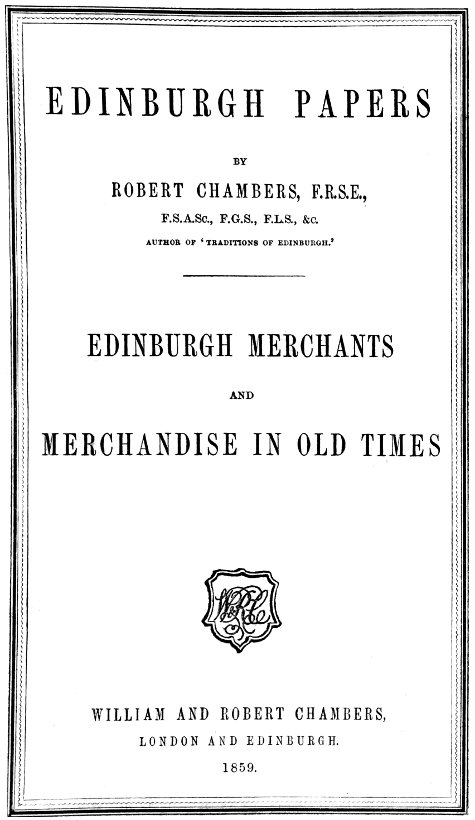 EDINBURGH PAPERS
BY
ROBERT CHAMBERS, F.R.S.E.,
F.S.A.Sc., F.G.S., F.L.S., &c.
AUTHOR OF ‘TRADITIONS OF EDINBURGH.’
EDINBURGH MERCHANTS
AND
MERCHANDISE IN OLD TIMES
W&RC
WILLIAM AND ROBERT CHAMBERS,
LONDON AND EDINBURGH.
1859.